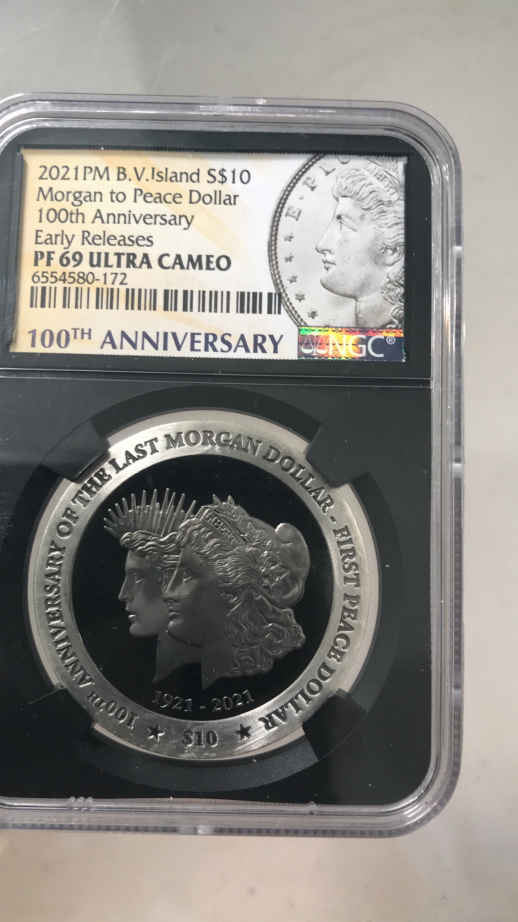 2021PM B.V.Island S$10
Morgan to Peace Dollar
100th Anniversary
Early Releases
PF 69 ULTRA CAMEO
6554580-172
100TH ANNIVERSARY
NGC®
E·PL
LIBERTY
100TH ANNIVERSARY OF THE LAST MORGAN DOLLAR - FIRST PEACE DOLLAR
1921 - 2021
★ $10 ★